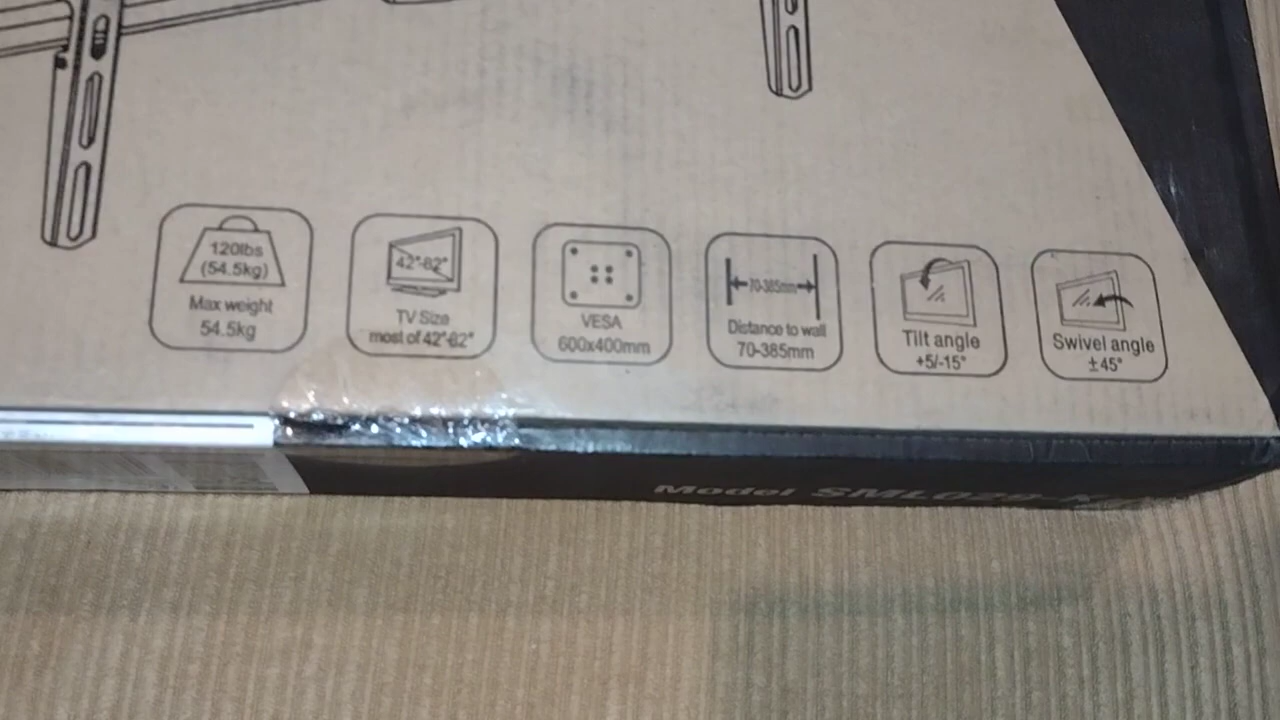 120lbs
(54.5kg)
Max weight
54.5kg
42"-82"
TV Size
most of 42"-82"
VESA
600x400mm
70-385mm
Distance to wall
70-385mm
Tilt angle
+5/-15°
Swivel angle
±45°
Model SML029-